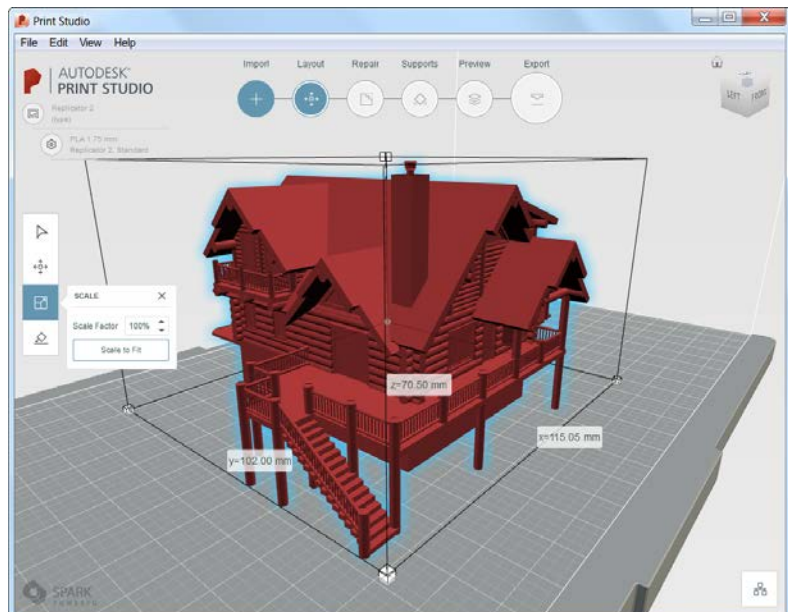 Print Studio
File Edit View Help
AUTODESK®
PRINT STUDIO
Import Layout Repair Supports Preview Export
Replicator 2
PLA 1.75 mm
Replicator 2, Standard
LEFT FRONT
SCALE
Scale Factor 100%
Scale to Fit
z=70.50 mm
y=102.00 mm
x=115.05 mm
SPARK